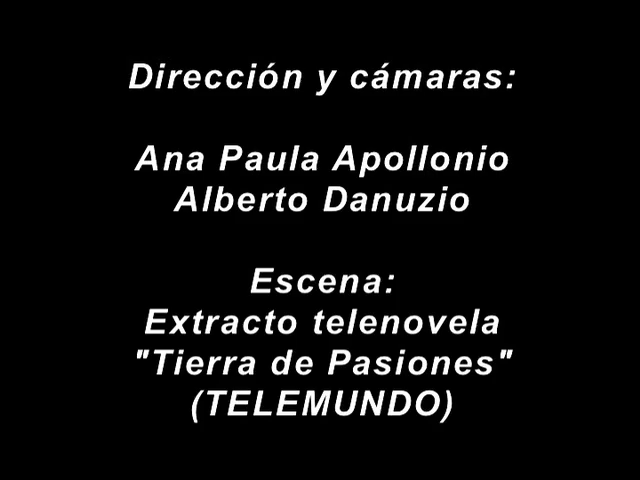 Dirección y cámaras:
Ana Paula Apollonio
Alberto Danuzio
Escena:
Extracto telenovela
"Tierra de Pasiones"
(TELEMUNDO)